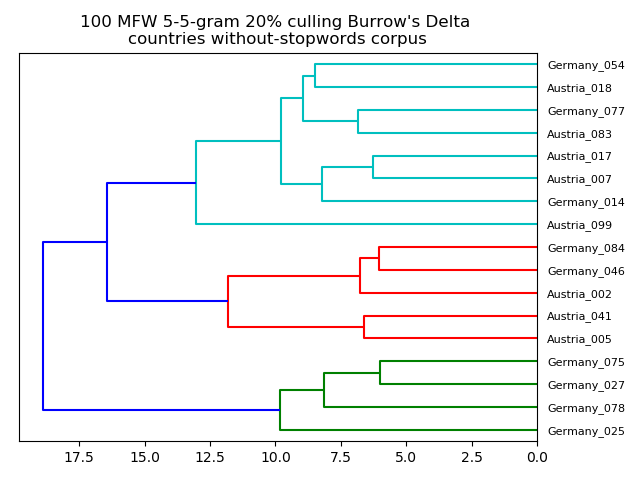 100 MFW 5-5-gram 20% culling Burrow's Delta
countries without-stopwords corpus
Germany_054
Austria_018
Germany_077
Austria_083
Austria_017
Austria_007
Germany_014
Austria_099
Germany_084
Germany_046
Austria_002
Austria_041
Austria_005
Germany_075
Germany_027
Germany_078
Germany_025
17.5 15.0 12.5 10.0 7.5 5.0 2.5 0.0